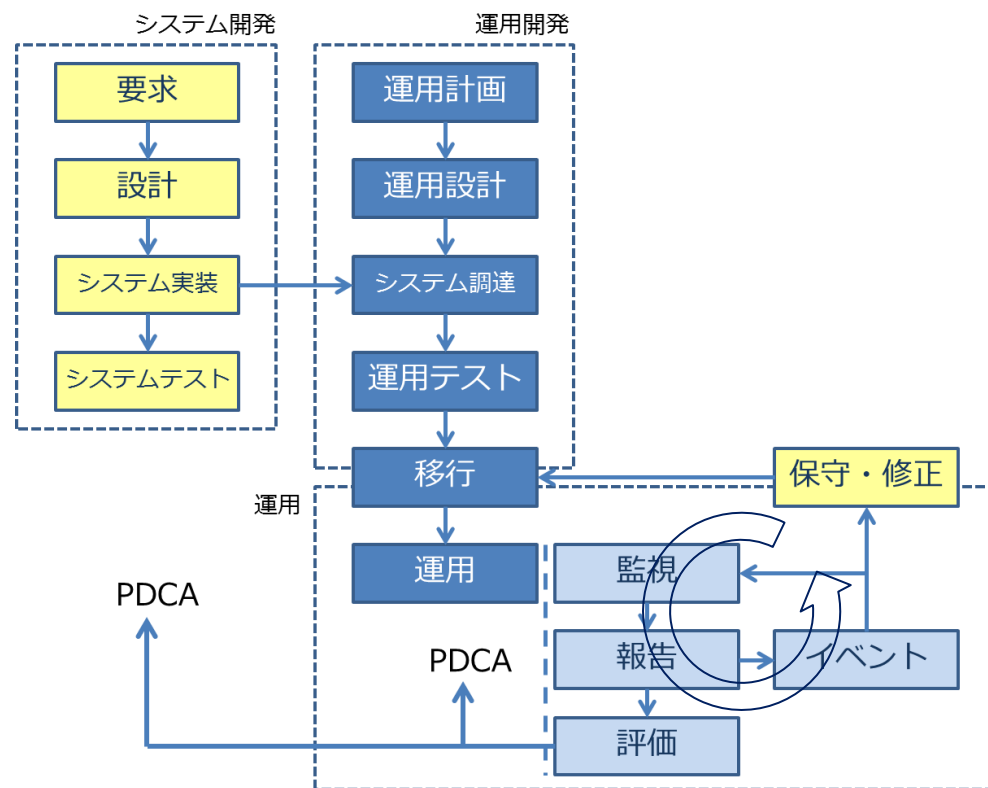 システム開発
運用開発
要求
設計
システム実装
システムテスト
運用計画
運用設計
システム調達
運用テスト
移行
保守・修正
運用
運用
監視
報告
イベント
評価
PDCA
PDCA